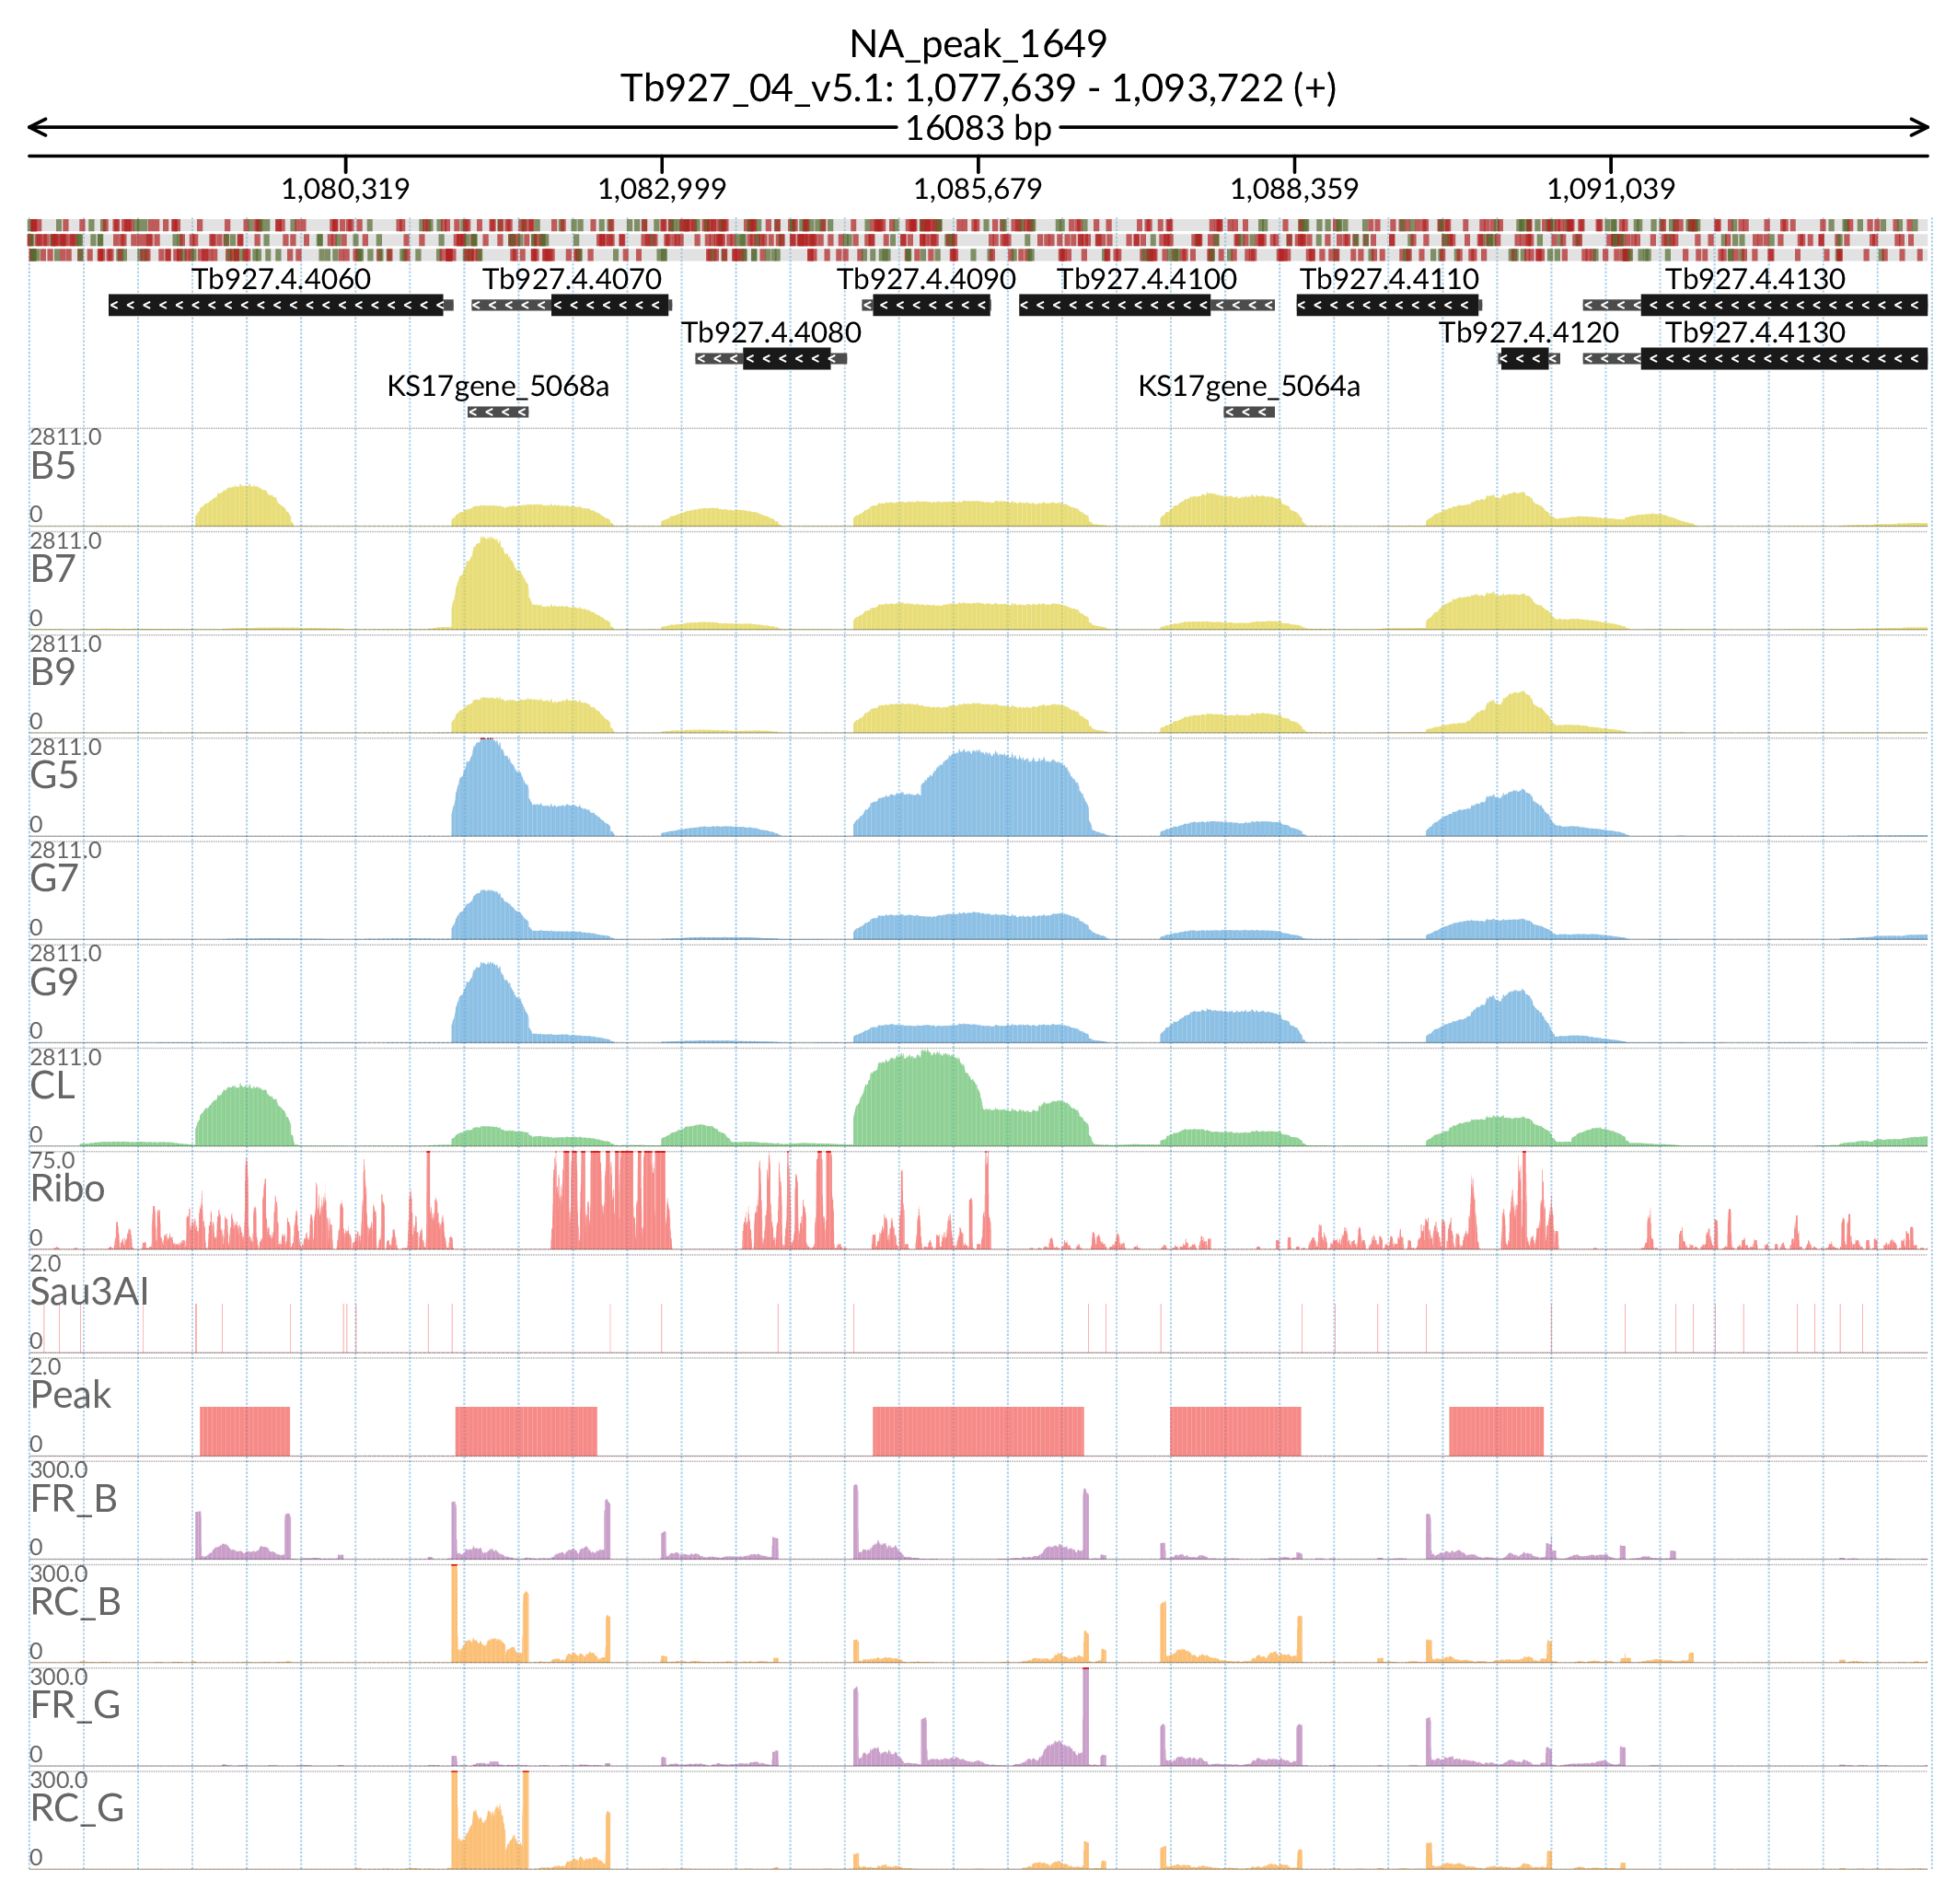 NA_peak_1649
Tb927_04_v5.1: 1,077,639 - 1,093,722 (+)
16083 bp
1,080,319 1,082,999 1,085,679 1,088,359 1,091,039
Tb927.4.4060 Tb927.4.4070 Tb927.4.4090 Tb927.4.4100 Tb927.4.4110 Tb927.4.4130
Tb927.4.4080 Tb927.4.4120 Tb927.4.4130
KS17gene_5068a KS17gene_5064a
2811.0
B5
0
2811.0
B7
0
2811.0
B9
0
2811.0
G5
0
2811.0
G7
0
2811.0
G9
0
2811.0
CL
0
75.0
Ribo
0
2.0
Sau3AI
0
2.0
Peak
0
300.0
FR_B
0
300.0
RC_B
0
300.0
FR_G
0
300.0
RC_G
0